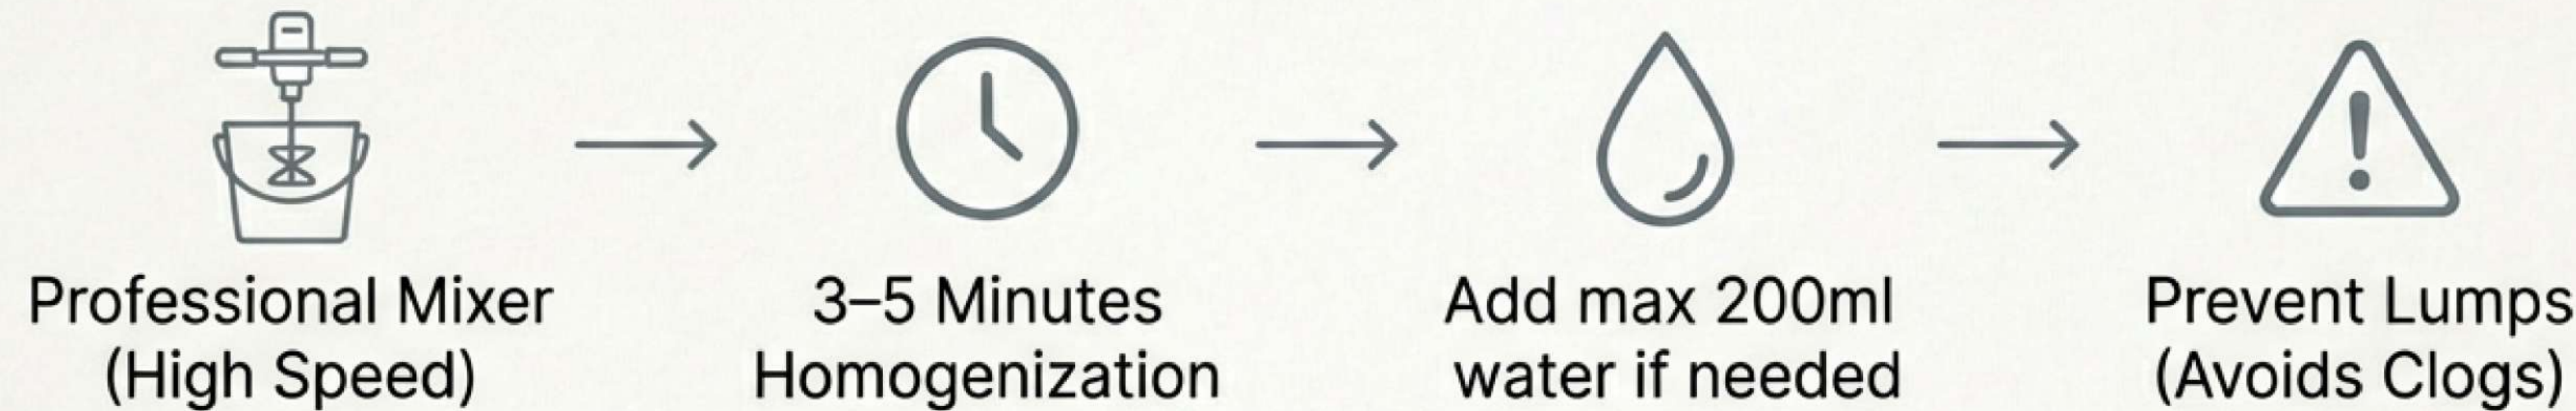 Professional Mixer
(High Speed)
3–5 Minutes
Homogenization
Add max 200ml
water if needed
Prevent Lumps
(Avoids Clogs)